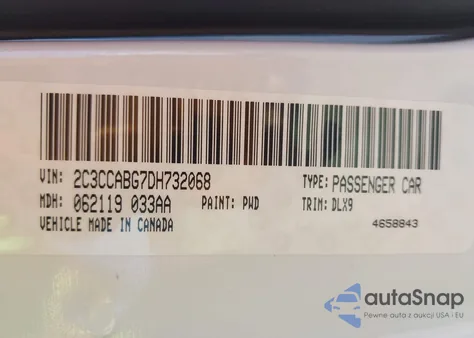 VIN: 2C3CCABG7DH732068 TYPE: PASSENGER CAR
MDH: 062119 033AA PAINT: PWD TRIM: DLX9
VEHICLE MADE IN CANADA 4658843
autaSnap
Pewne auta z aukcji USA i EU